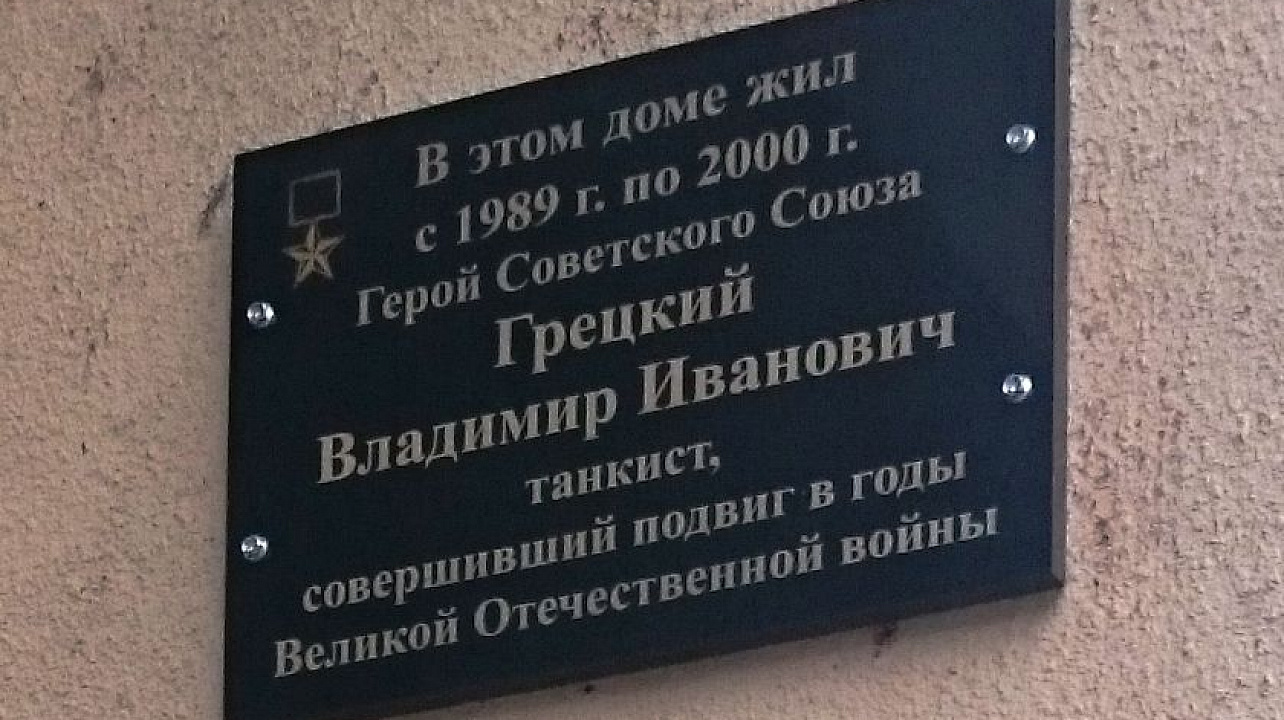 В этом доме жил
с 1989 г. по 2000 г.
Герой Советского Союза
Грецкий
Владимир Иванович
танкист,
совершивший подвиг в годы
Великой Отечественной войны